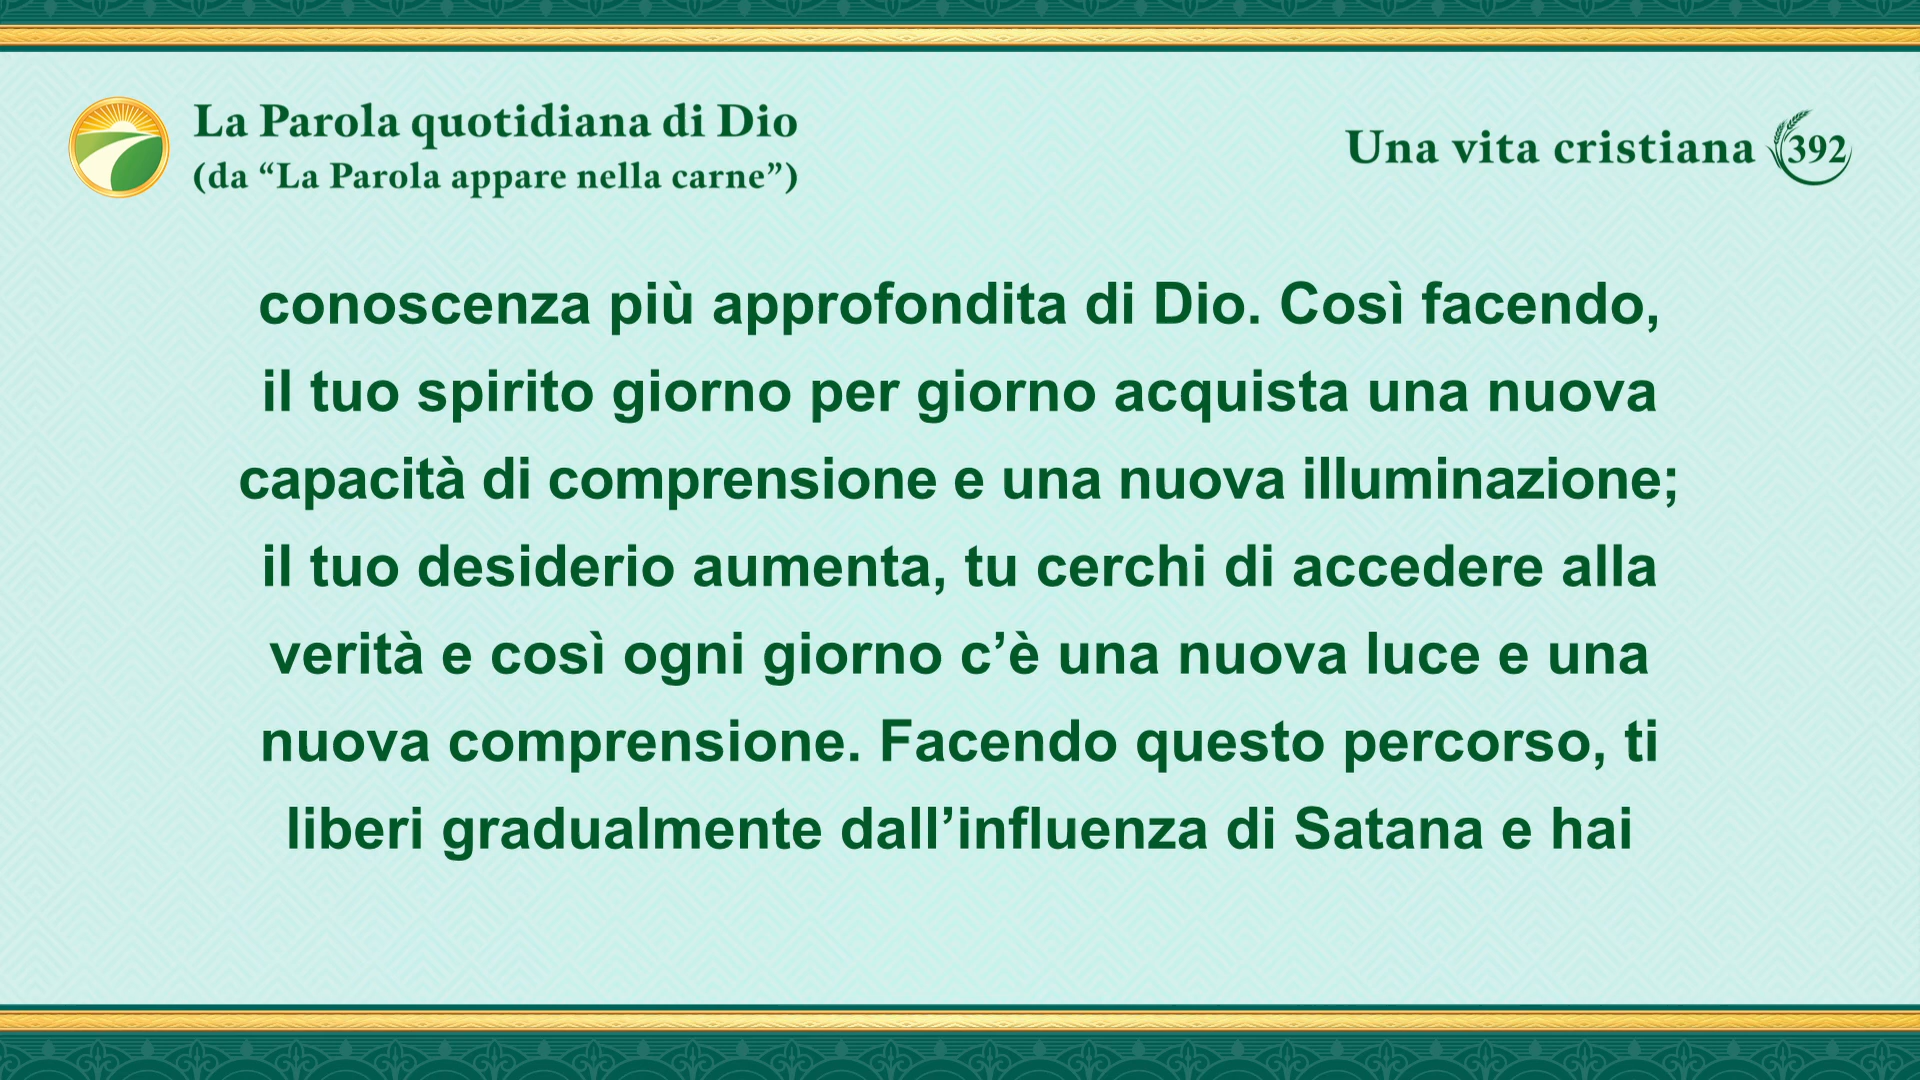 La Parola quotidiana di Dio
(da “La Parola appare nella carne”)
Una vita cristiana 392
conoscenza più approfondita di Dio. Così facendo,
il tuo spirito giorno per giorno acquista una nuova
capacità di comprensione e una nuova illuminazione;
il tuo desiderio aumenta, tu cerchi di accedere alla
verità e così ogni giorno c’è una nuova luce e una
nuova comprensione. Facendo questo percorso, ti
liberi gradualmente dall’influenza di Satana e hai